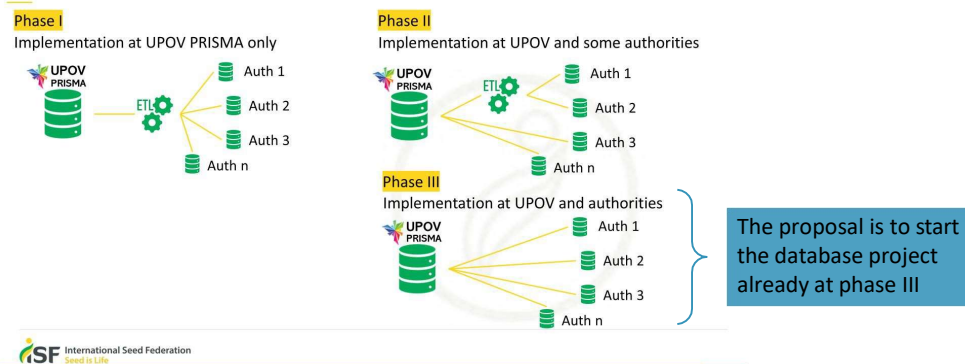 Phase I
Implementation at UPOV PRISMA only
UPOV
PRISMA
ETL
Auth 1
Auth 2
Auth 3
Auth n
Phase II
Implementation at UPOV and some authorities
UPOV
PRISMA
ETL
Auth 1
Auth 2
Auth 3
Auth n
Phase III
Implementation at UPOV and authorities
UPOV
PRISMA
Auth 1
Auth 2
Auth 3
Auth n
The proposal is to start
the database project
already at phase III
iSF International Seed Federation
Seed is Life